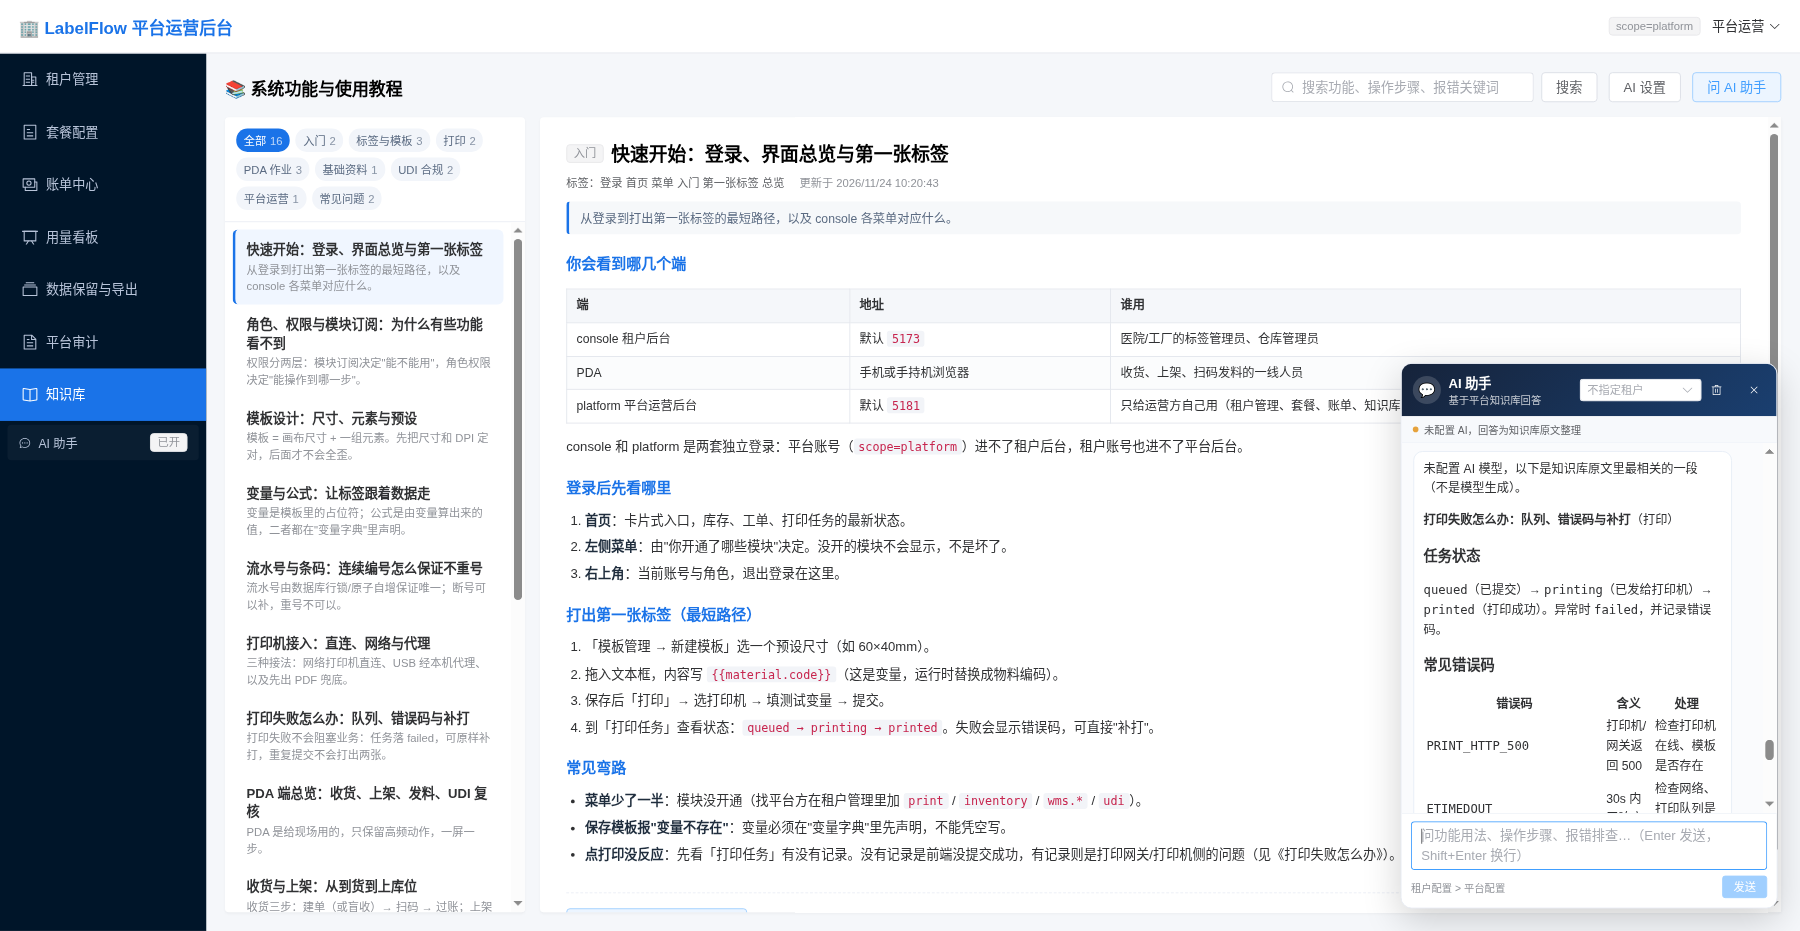 🏢 LabelFlow 平台运营后台
scope=platform
平台运营
租户管理
套餐配置
账单中心
用量看板
数据保留与导出
平台审计
知识库
AI 助手
已开
📚 系统功能与使用教程
搜索功能、操作步骤、报错关键词
搜索
AI 设置
问 AI 助手
全部 16
入门 2
标签与模板 3
打印 2
PDA 作业 3
基础资料 1
UDI 合规 2
平台运营 1
常见问题 2
快速开始：登录、界面总览与第一张标签
从登录到打出第一张标签的最短路径，以及
console 各菜单对应什么。
角色、权限与模块订阅：为什么有些功能
看不到
权限分两层：模块订阅决定"能不能用"，角色权限
决定"能操作到哪一步"。
模板设计：尺寸、元素与预设
模板 = 画布尺寸 + 一组元素。先把尺寸和 DPI 定
对，后面才不会全歪。
变量与公式：让标签跟着数据走
变量是模板里的占位符；公式是由变量算出来的
值，二者都在"变量字典"里声明。
流水号与条码：连续编号怎么保证不重号
流水号由数据库行锁/原子自增保证唯一；断号可
以补，重号不可以。
打印机接入：直连、网络与代理
三种接法：网络打印机直连、USB 经本机代理、
以及先出 PDF 兜底。
打印失败怎么办：队列、错误码与补打
打印失败不会阻塞业务：任务落 failed，可原样补
打，重复提交不会打出两张。
PDA 端总览：收货、上架、发料、UDI 复
核
PDA 是给现场用的，只保留高频动作，一屏一
步。
收货与上架：从到货到上库位
收货三步：建单（或盲收）→ 扫码 → 过账；上架
入门
快速开始：登录、界面总览与第一张标签
标签：登录 首页 菜单 入门 第一张标签 总览
更新于 2026/11/24 10:20:43
从登录到打出第一张标签的最短路径，以及 console 各菜单对应什么。
你会看到哪几个端
端
地址
谁用
console 租户后台
默认 5173
医院/工厂的标签管理员、仓库管理员
PDA
手机或手持机浏览器
收货、上架、扫码发料的一线人员
platform 平台运营后台
默认 5181
只给运营方自己用（租户管理、套餐、账单、知识库
console 和 platform 是两套独立登录：平台账号（ scope=platform ）进不了租户后台，租户账号也进不了平台后台。
登录后先看哪里
1. 首页：卡片式入口，库存、工单、打印任务的最新状态。
2. 左侧菜单：由"你开通了哪些模块"决定。没开的模块不会显示，不是坏了。
3. 右上角：当前账号与角色，退出登录在这里。
打出第一张标签（最短路径）
1. 「模板管理 → 新建模板」选一个预设尺寸（如 60×40mm）。
2. 拖入文本框，内容写 {{material.code}} （这是变量，运行时替换成物料编码）。
3. 保存后「打印」→ 选打印机 → 填测试变量 → 提交。
4. 到「打印任务」查看状态： queued → printing → printed 。失败会显示错误码，可直接"补打"。
常见弯路
• 菜单少了一半：模块没开通（找平台方在租户管理里加 print / inventory / wms.* / udi ）。
• 保存模板报"变量不存在"：变量必须在"变量字典"里先声明，不能凭空写。
• 点打印没反应：先看「打印任务」有没有记录。没有记录是前端没提交成功，有记录则是打印网关/打印机侧的问题（见《打印失败怎么办》）。
AI 助手
基于平台知识库回答
不指定租户
未配置 AI，回答为知识库原文整理
未配置 AI 模型，以下是知识库原文里最相关的一段
（不是模型生成）。
打印失败怎么办：队列、错误码与补打（打印）
任务状态
queued（已提交）→ printing（已发给打印机）→
printed（打印成功）。异常时 failed，并记录错误
码。
常见错误码
错误码
含义
处理
PRINT_HTTP_500
打印机/
网关返
回 500
检查打印机
在线、模板
是否存在
ETIMEDOUT
30s 内
检查网络、
打印队列是
问功能用法、操作步骤、报错排查…（Enter 发送，
Shift+Enter 换行）
租户配置 > 平台配置
发送